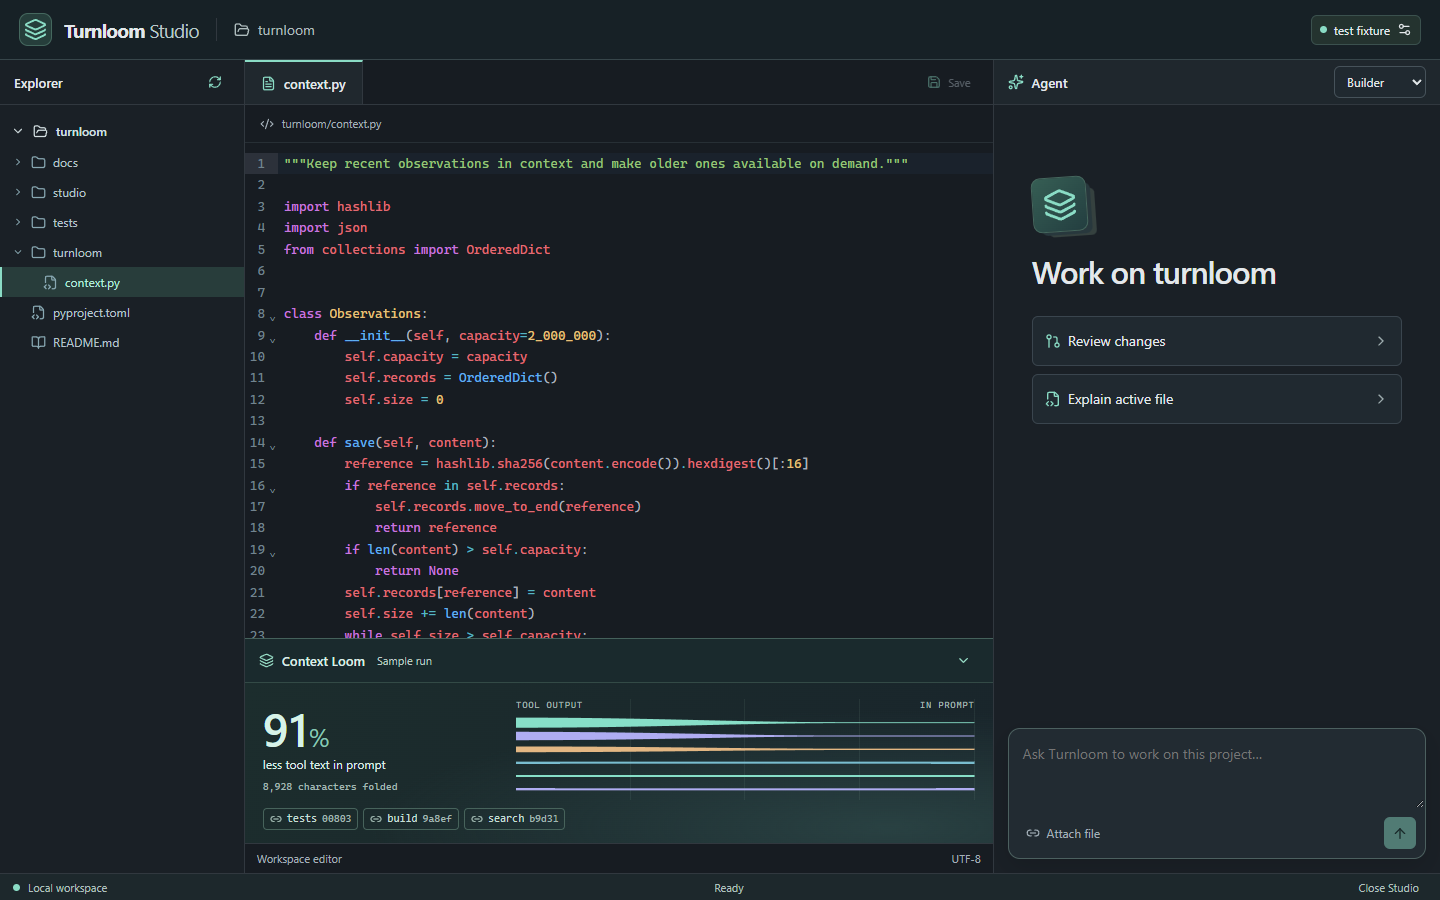 Turnloom Studio
turnloom
test fixture
Explorer
turnloom
docs
studio
tests
turnloom
context.py
pyproject.toml
README.md
context.py
Save
turnloom/context.py
1 """Keep recent observations in context and make older ones available on demand."""
2
3 import hashlib
4 import json
5 from collections import OrderedDict
6
7
8 class Observations:
9     def __init__(self, capacity=2_000_000):
10         self.capacity = capacity
11         self.records = OrderedDict()
12         self.size = 0
13
14     def save(self, content):
15         reference = hashlib.sha256(content.encode()).hexdigest()[:16]
16         if reference in self.records:
17             self.records.move_to_end(reference)
18             return reference
19         if len(content) > self.capacity:
20             return None
21         self.records[reference] = content
22         self.size += len(content)
23         while self.size > self.capacity:
Context Loom Sample run
91%
less tool text in prompt
8,928 characters folded
TOOL OUTPUT
IN PROMPT
tests 00803
build 9a8ef
search b9d31
Workspace editor
UTF-8
Agent
Builder
Work on turnloom
Review changes
Explain active file
Ask Turnloom to work on this project...
Attach file
Local workspace
Ready
Close Studio